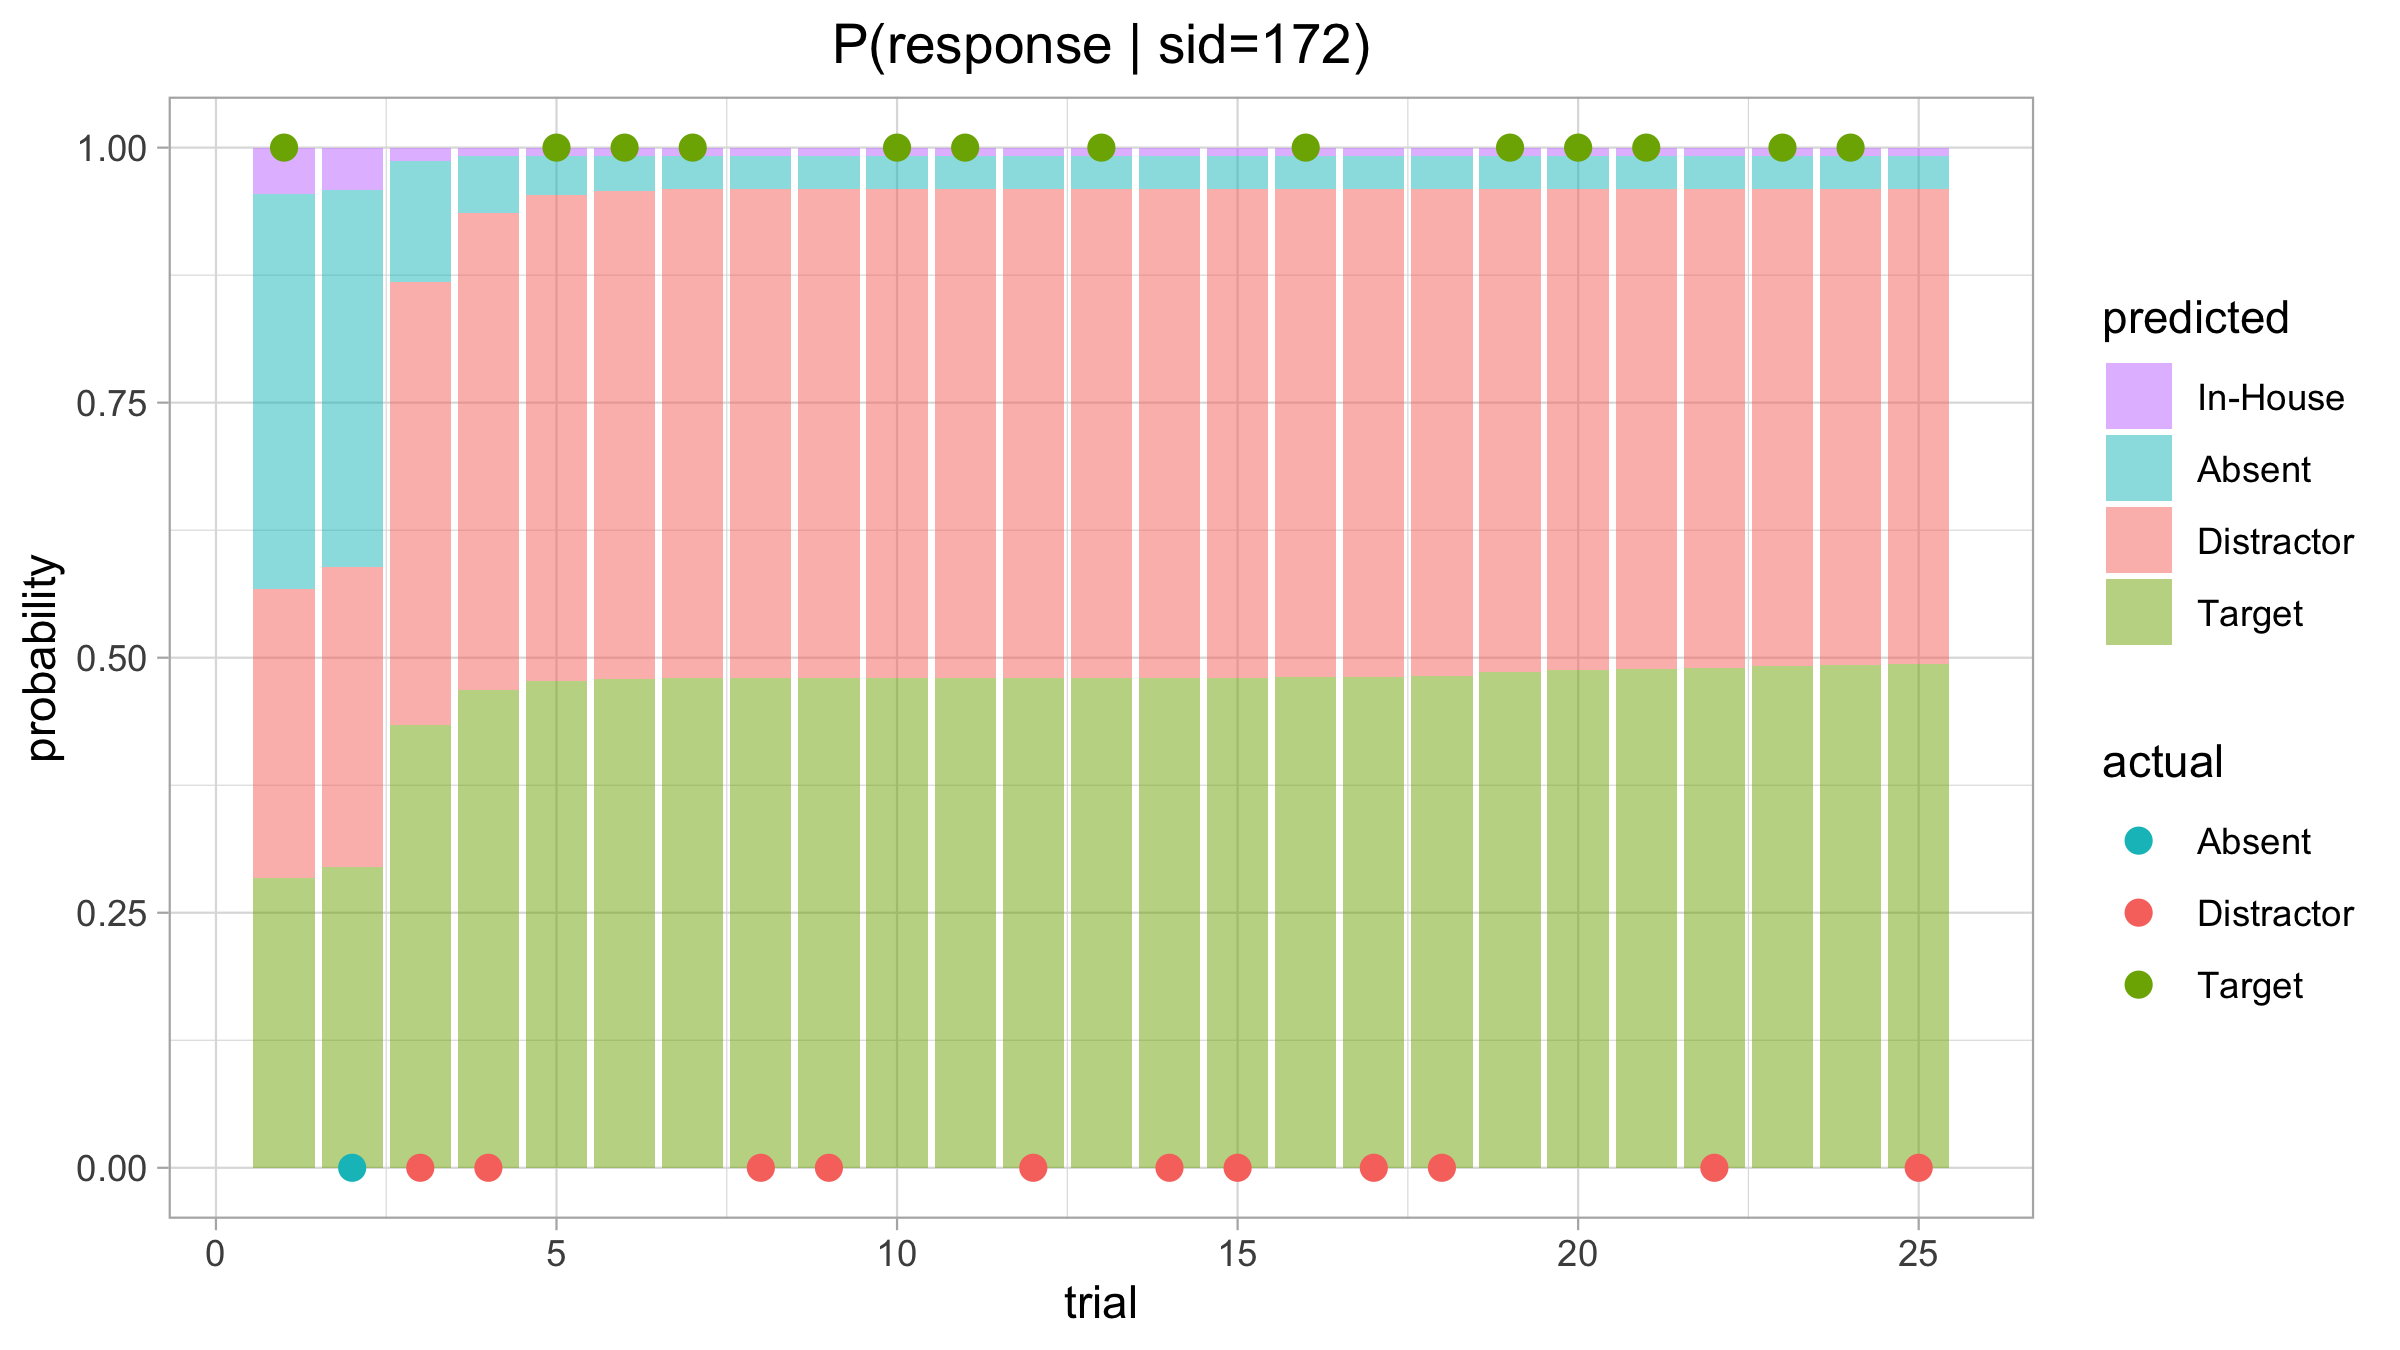 P(response | sid=172)
probability
1.00
0.75
0.50
0.25
0.00
0 5 10 15 20 25
trial
predicted
In-House
Absent
Distractor
Target
actual
Absent
Distractor
Target